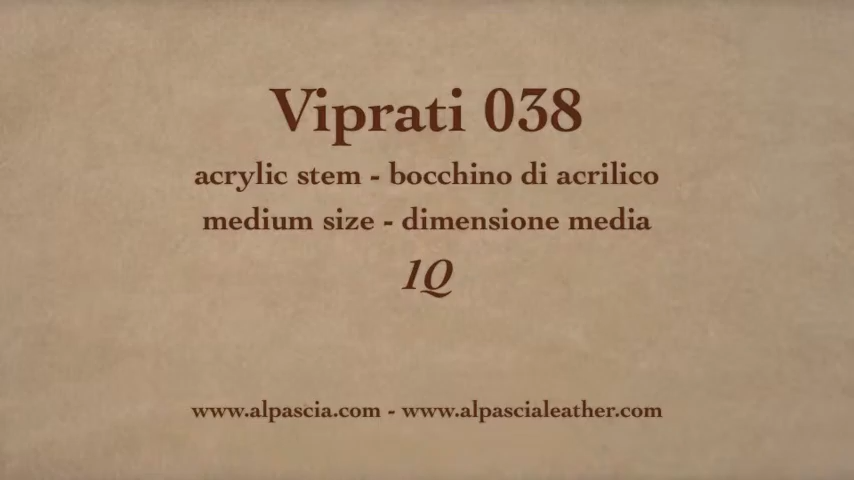 Viprati 038
acrylic stem - bocchino di acrilico
medium size - dimensione media
1Q
www.alpascia.com - www.alpascialeather.com